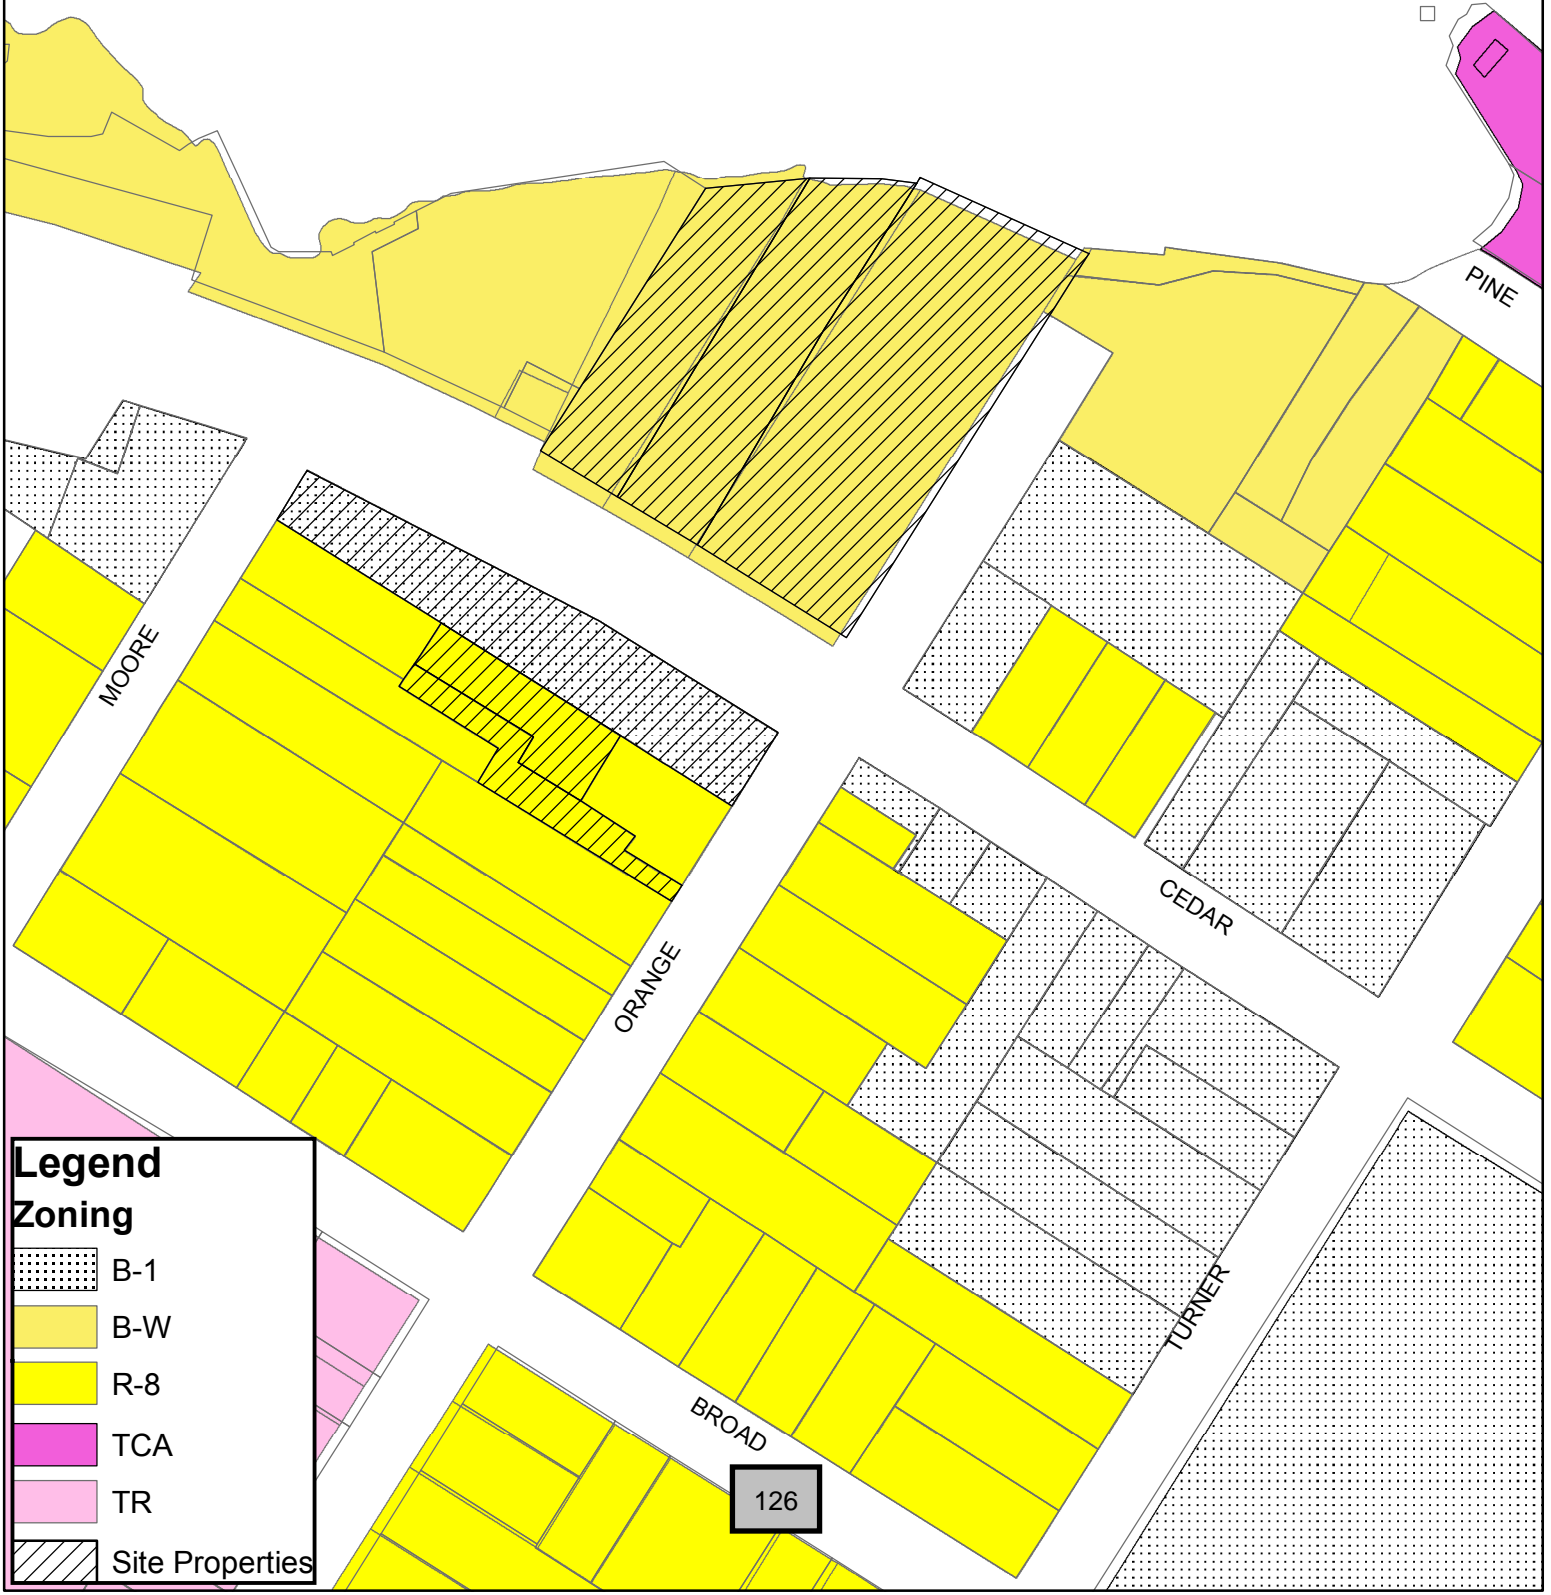 PINE
MOORE
CEDAR
ORANGE
TURNER
BROAD
126
Legend
Zoning
B-1
B-W
R-8
TCA
TR
Site Properties